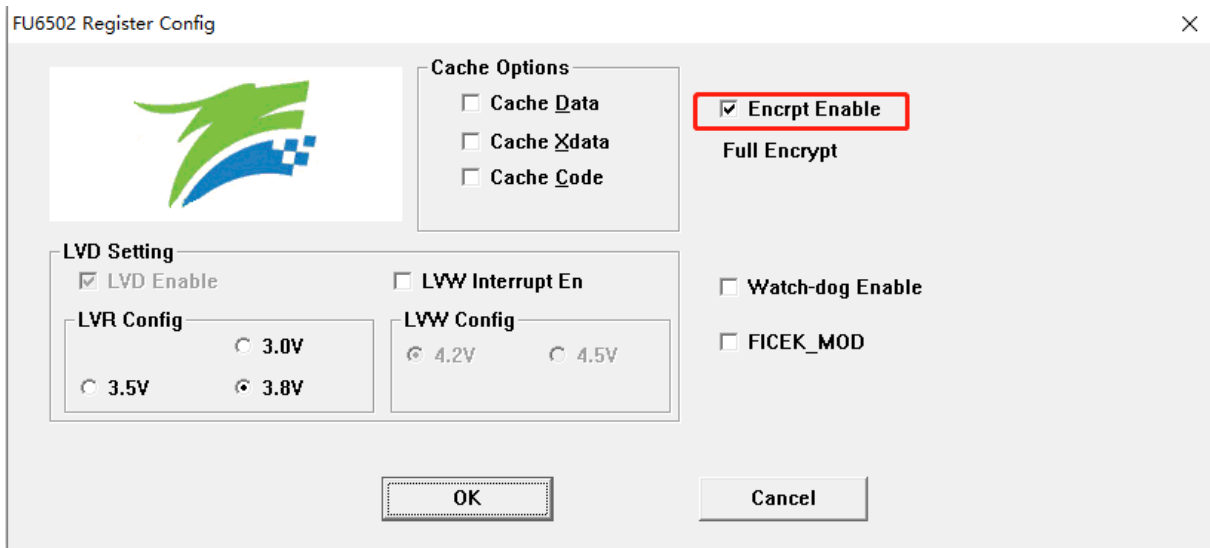 FU6502 Register Config
Cache Options
Cache Data
Cache Xdata
Cache Code
Encrpt Enable
Full Encrypt
LVD Setting
LVD Enable
LVW Interrupt En
LVR Config
3.0V
3.5V
3.8V
LVW Config
4.2V
4.5V
Watch-dog Enable
FICEK_MOD
OK
Cancel